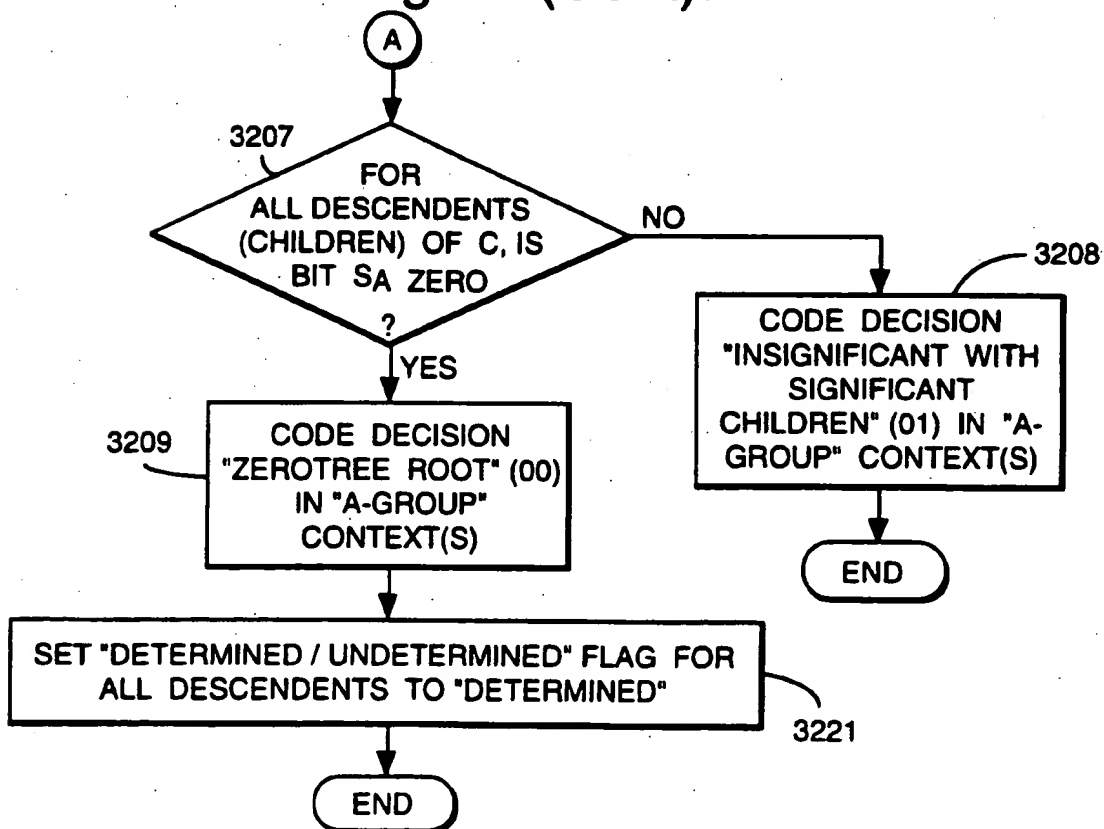 A
3207
FOR
ALL DESCENDENTS
(CHILDREN) OF C, IS
BIT SA ZERO
?
NO
3208
CODE DECISION
"INSIGNIFICANT WITH
SIGNIFICANT
CHILDREN" (01) IN "A-
GROUP" CONTEXT(S)
END
YES
3209
CODE DECISION
"ZEROTREE ROOT" (00)
IN "A-GROUP"
CONTEXT(S)
SET "DETERMINED / UNDETERMINED" FLAG FOR
ALL DESCENDENTS TO "DETERMINED"
3221
END